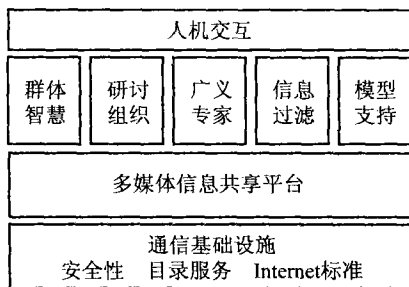 人机交互
群体
智慧
研讨
组织
广义
专家
信息
过滤
模型
支持
多媒体信息共享平台
通信基础设施
安全性 目录服务 Internet标准